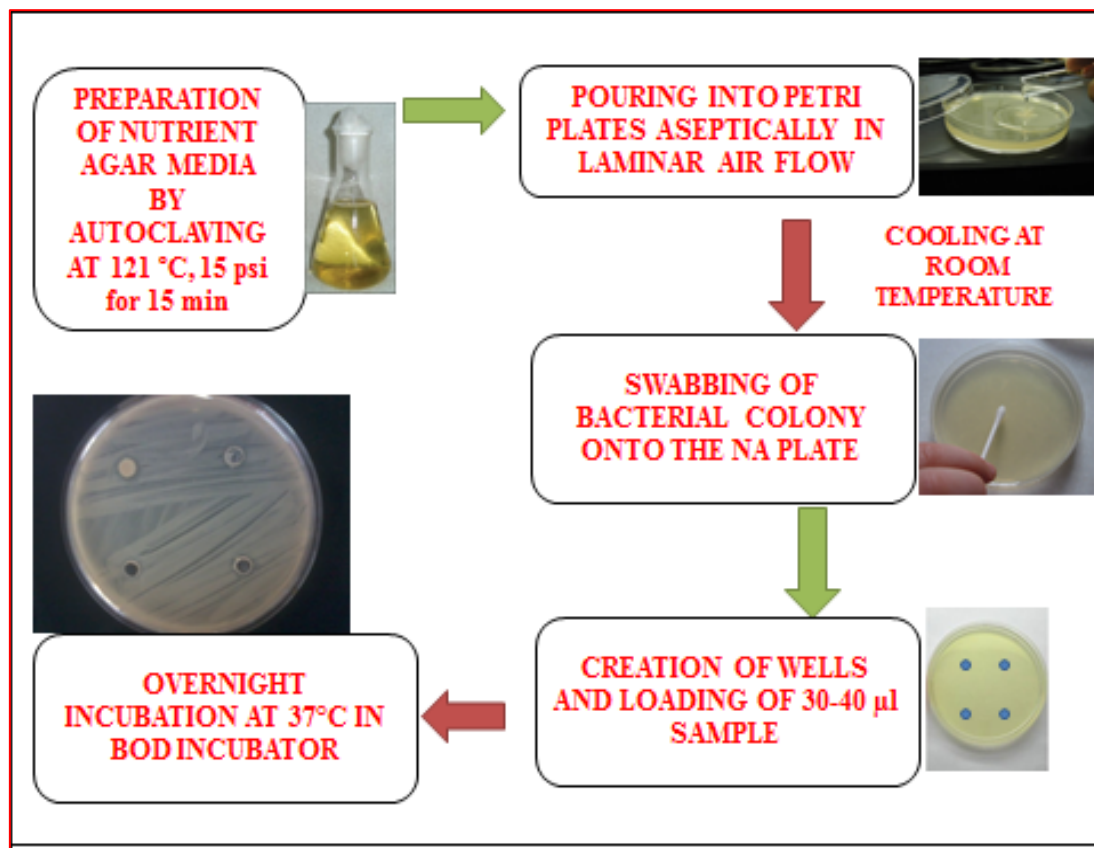 PREPARATION
OF NUTRIENT
AGAR MEDIA
BY
AUTOCLAVING
AT 121 °C, 15 psi
for 15 min
POURING INTO PETRI
PLATES ASEPTICALLY IN
LAMINAR AIR FLOW
COOLING AT
ROOM
TEMPERATURE
SWABBING OF
BACTERIAL COLONY
ONTO THE NA PLATE
CREATION OF WELLS
AND LOADING OF 30-40 µl
SAMPLE
OVERNIGHT
INCUBATION AT 37°C IN
BOD INCUBATOR